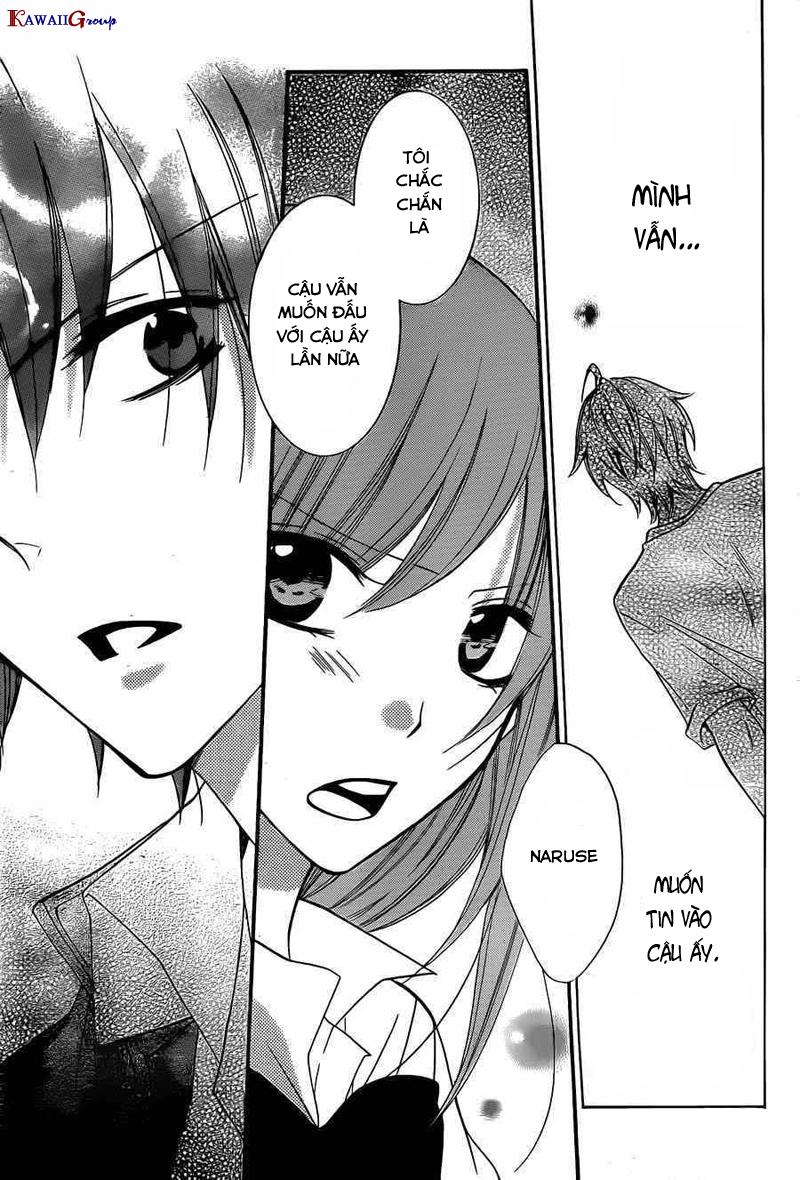 KAWAIIGroup
MÌNH
VẪN...
MUỐN
TIN VÀO
CẬU ẤY.
NARUSE
TÔI
CHẮC
CHẮN
LÀ
CẬU VẪN
MUỐN ĐẤU
VỚI CẬU ẤY
LẦN NỮA